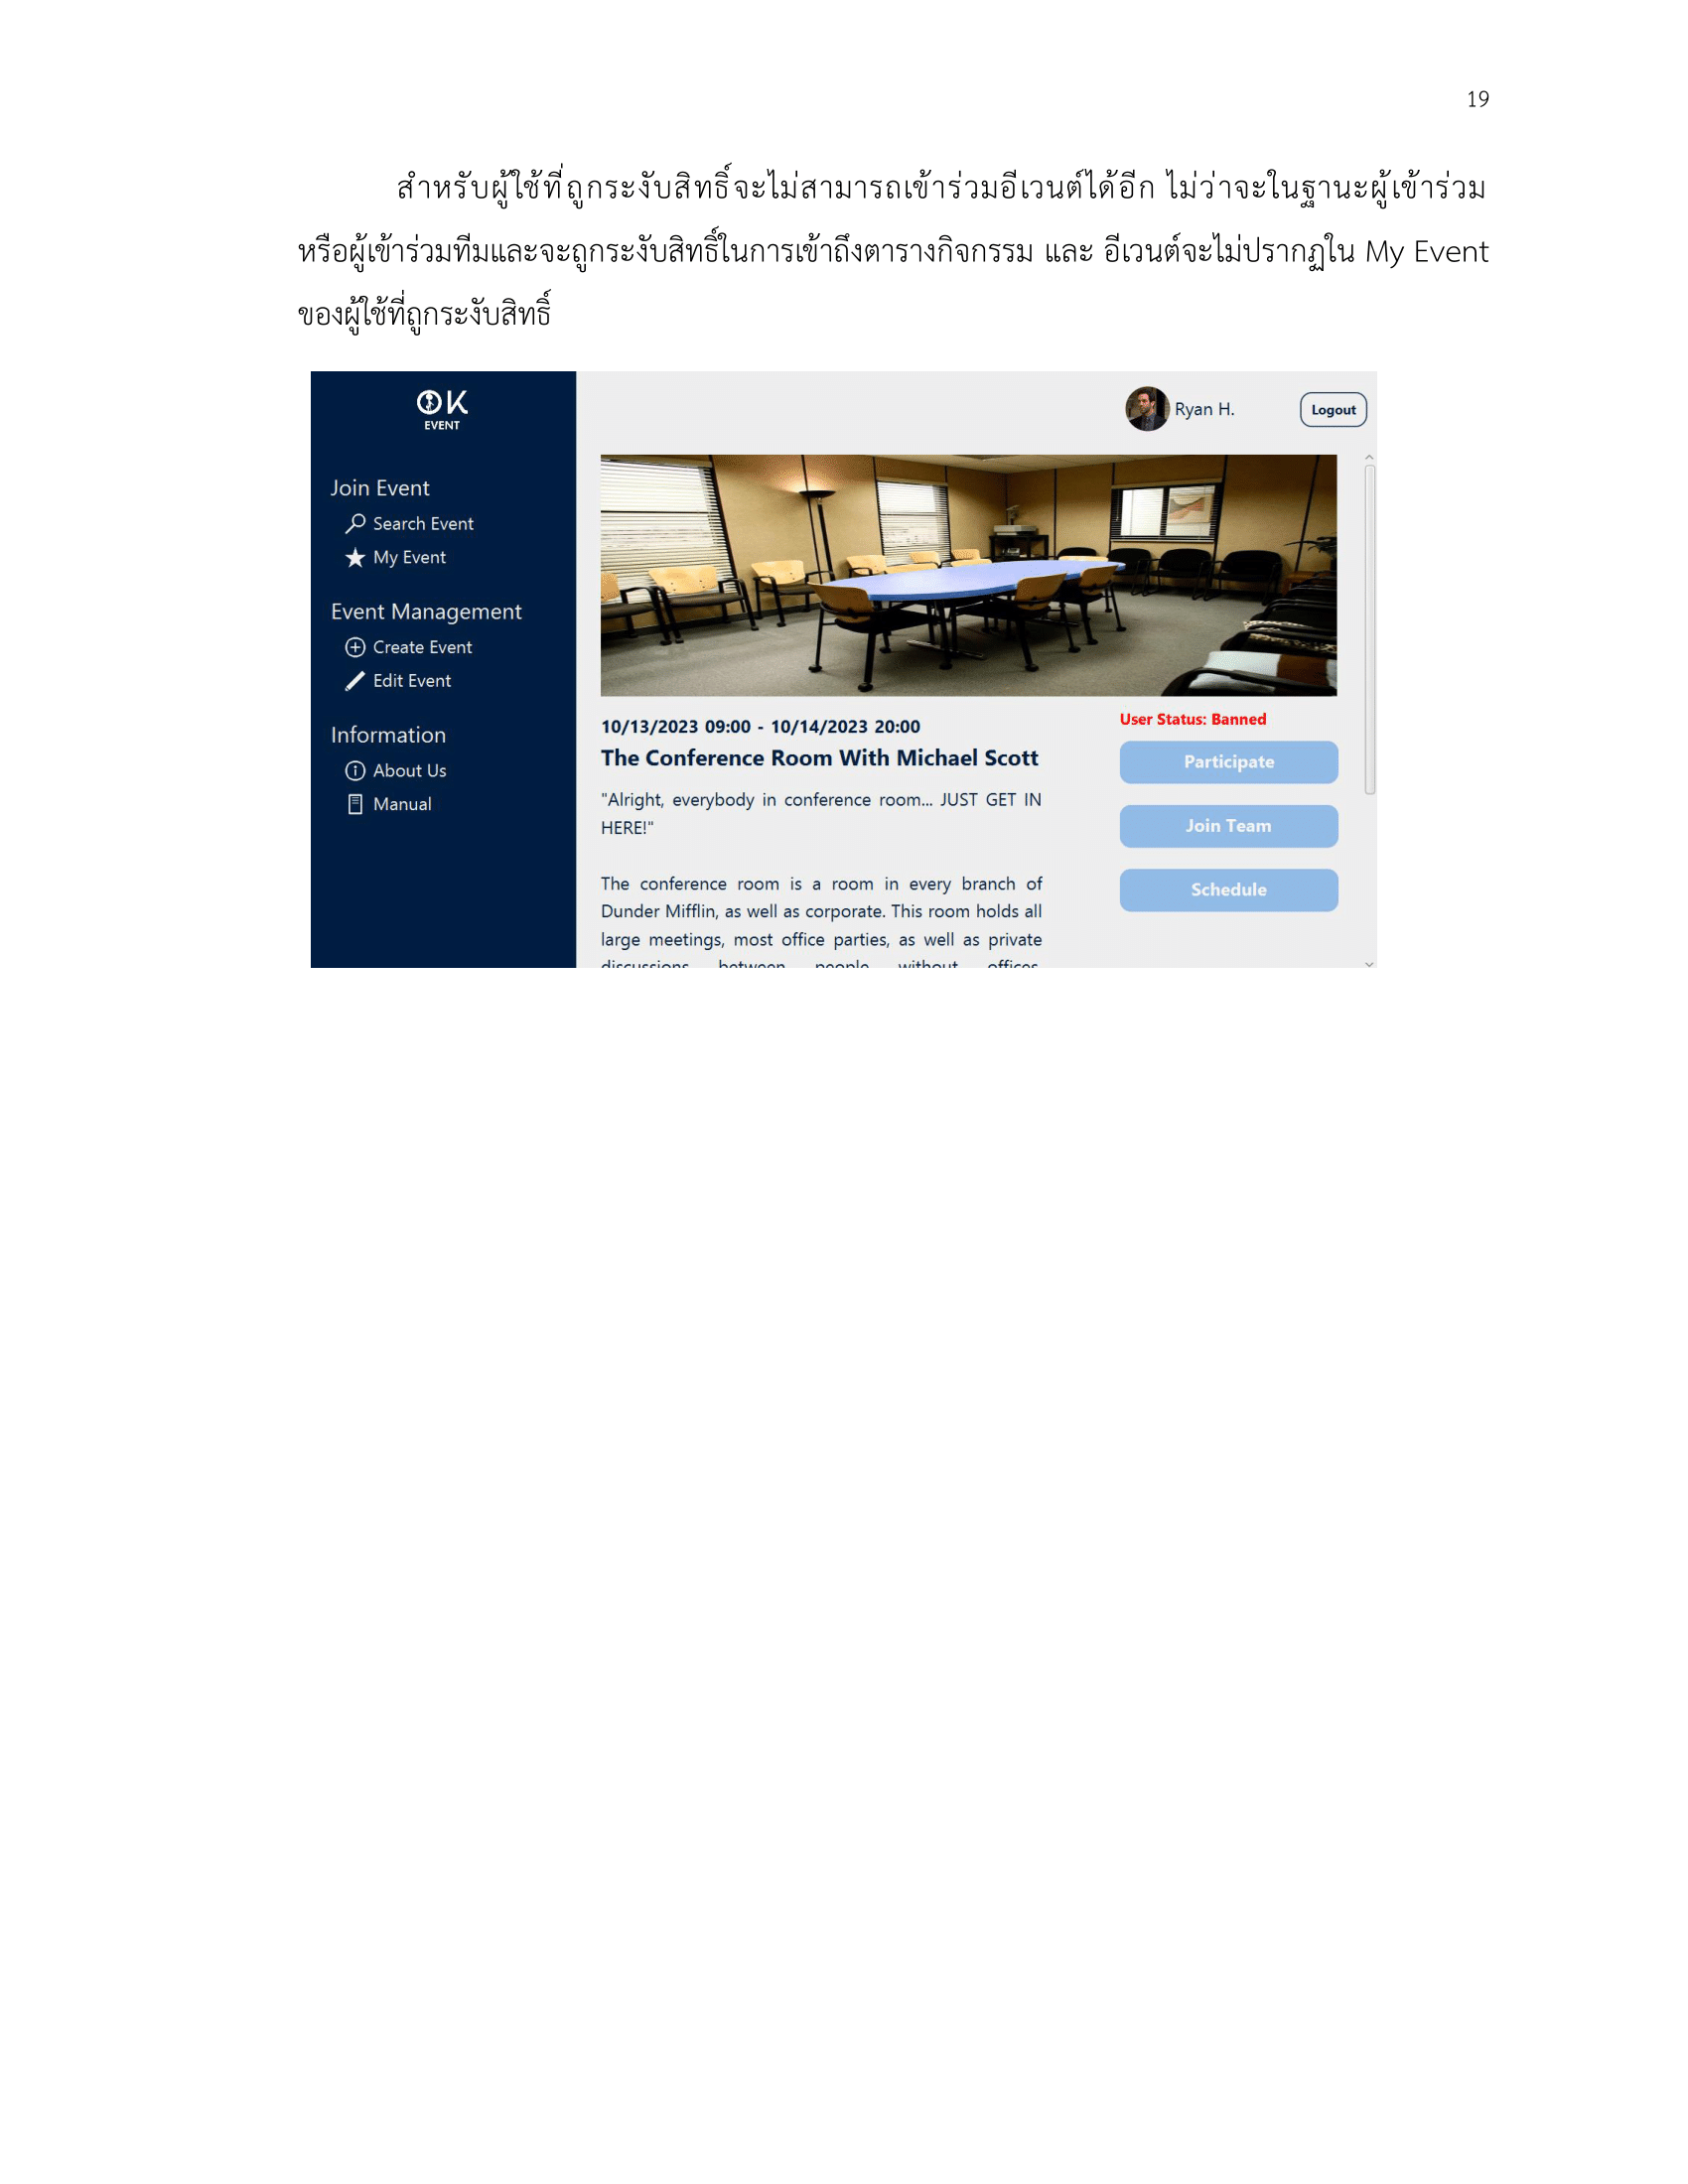 19
สำหรับผู้ใช้ที่ถูกระงับสิทธิ์จะไม่สามารถเข้าร่วมอีเวนต์ได้อีก ไม่ว่าจะในฐานะผู้เข้าร่วม
หรือผู้เข้าร่วมทีมและจะถูกระงับสิทธิ์ในการเข้าถึงตารางกิจกรรม และ อีเวนต์จะไม่ปรากฏใน My Event
ของผู้ใช้ที่ถูกระงับสิทธิ์
OK
EVENT
Ryan H.
Logout
Join Event
Search Event
My Event
Event Management
Create Event
Edit Event
Information
About Us
Manual
10/13/2023 09:00 - 10/14/2023 20:00
The Conference Room With Michael Scott
"Alright, everybody in conference room... JUST GET IN
HERE!"
The conference room is a room in every branch of
Dunder Mifflin, as well as corporate. This room holds all
large meetings, most office parties, as well as private
discussions between people without offices.
User Status: Banned
Participate
Join Team
Schedule